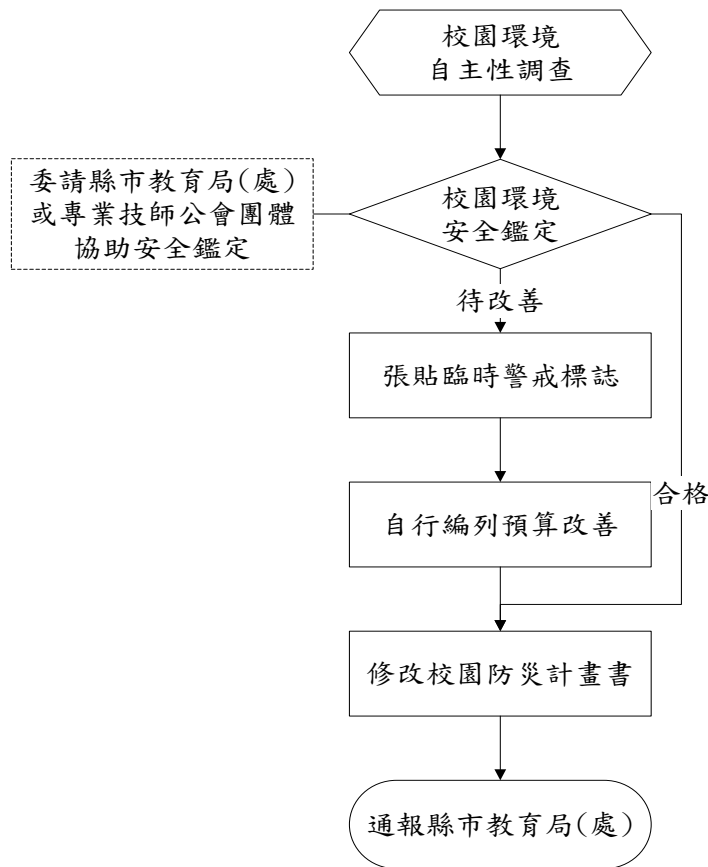 校園環境
自主性調查
委請縣市教育局(處)
或專業技師公會團體
協助安全鑑定
校園環境
安全鑑定
待改善
張貼臨時警戒標誌
自行編列預算改善
合格
修改校園防災計畫書
通報縣市教育局(處)